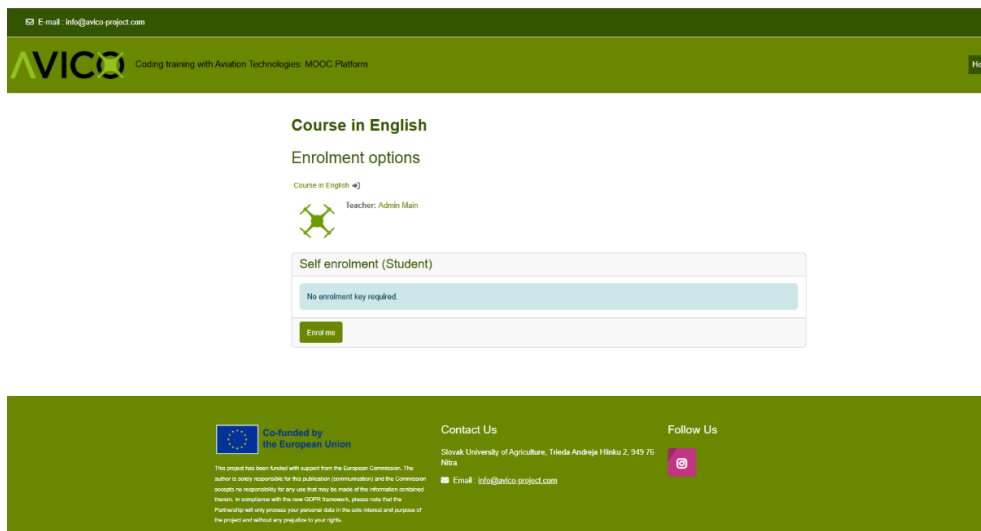 E-mail : info@avico-project.com
AVICO
Coding training with Aviation Technologies: MOOC Platform
Course in English
Enrolment options
Course in English
Teacher: Admin Main
Self enrolment (Student)
No enrolment key required.
Enrol me
Co-funded by
the European Union
This project has been funded with support from the European Commission. The
author is solely responsible for this publication (communication) and the Commission
accepts no responsibility for any use that may be made of the information contained
therein. In compliance with the new GDPR framework, please note that the
Partnership will only process your personal data in the sole interest and purpose of
the project and without any prejudice to your rights.
Contact Us
Slovak University of Agriculture, Trieda Andreja Hlinku 2, 949 76
Nitra
Email : info@avico-project.com
Follow Us